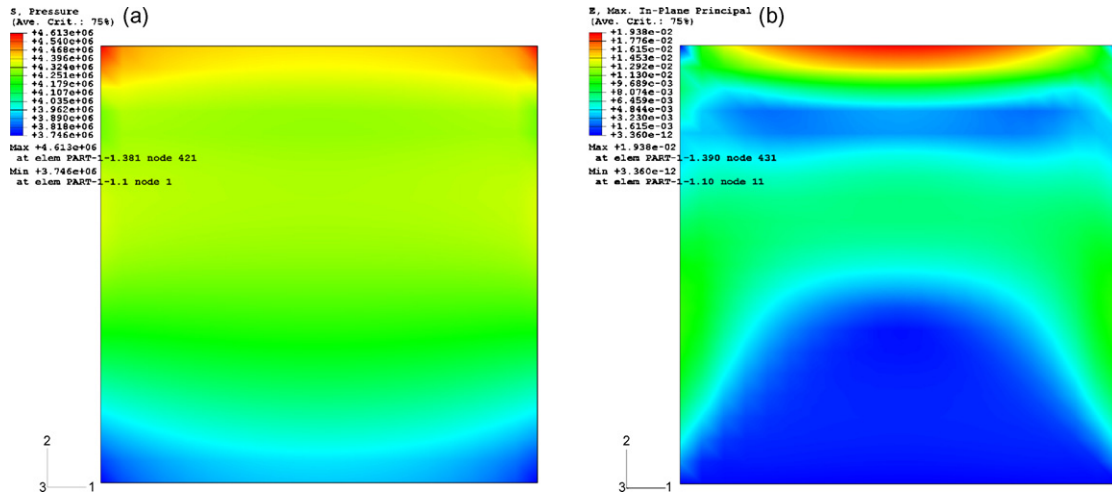 S, Pressure
(Ave. Crit.: 75%)
(a)
+4.613e+06
+4.540e+06
+4.468e+06
+4.396e+06
+4.324e+06
+4.251e+06
+4.179e+06
+4.107e+06
+4.035e+06
+3.962e+06
+3.890e+06
+3.818e+06
+3.746e+06
Max +4.613e+06
at elem PART-1-1.381 node 421
Min +3.746e+06
at elem PART-1-1.1 node 1
2
3
1
E, Max. In-Plane Principal
(Ave. Crit.: 75%)
(b)
+1.938e-02
+1.776e-02
+1.615e-02
+1.453e-02
+1.292e-02
+1.130e-02
+9.689e-03
+8.074e-03
+6.459e-03
+4.844e-03
+3.230e-03
+1.615e-03
+3.360e-12
Max +1.938e-02
at elem PART-1-1.390 node 431
Min +3.360e-12
at elem PART-1-1.10 node 11
2
3
1